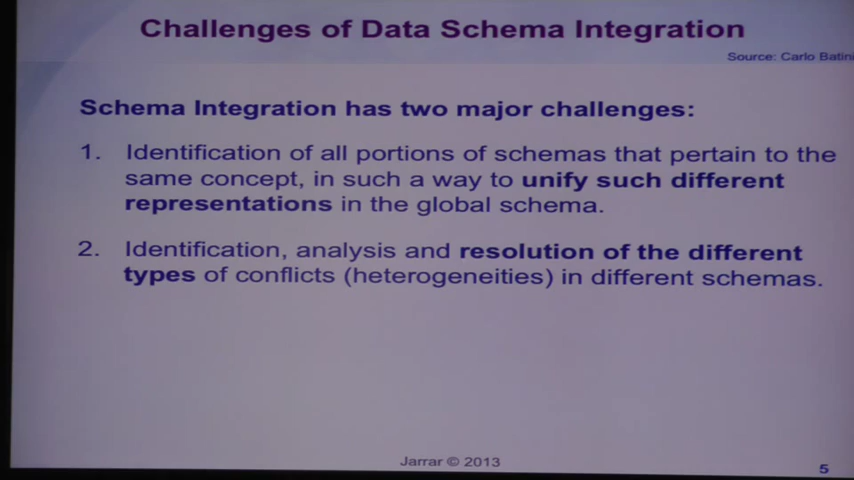 Challenges of Data Schema Integration
Source: Carlo Batini
Schema Integration has two major challenges:
1. Identification of all portions of schemas that pertain to the
same concept, in such a way to unify such different
representations in the global schema.
2. Identification, analysis and resolution of the different
types of conflicts (heterogeneities) in different schemas.
Jarrar © 2013
5